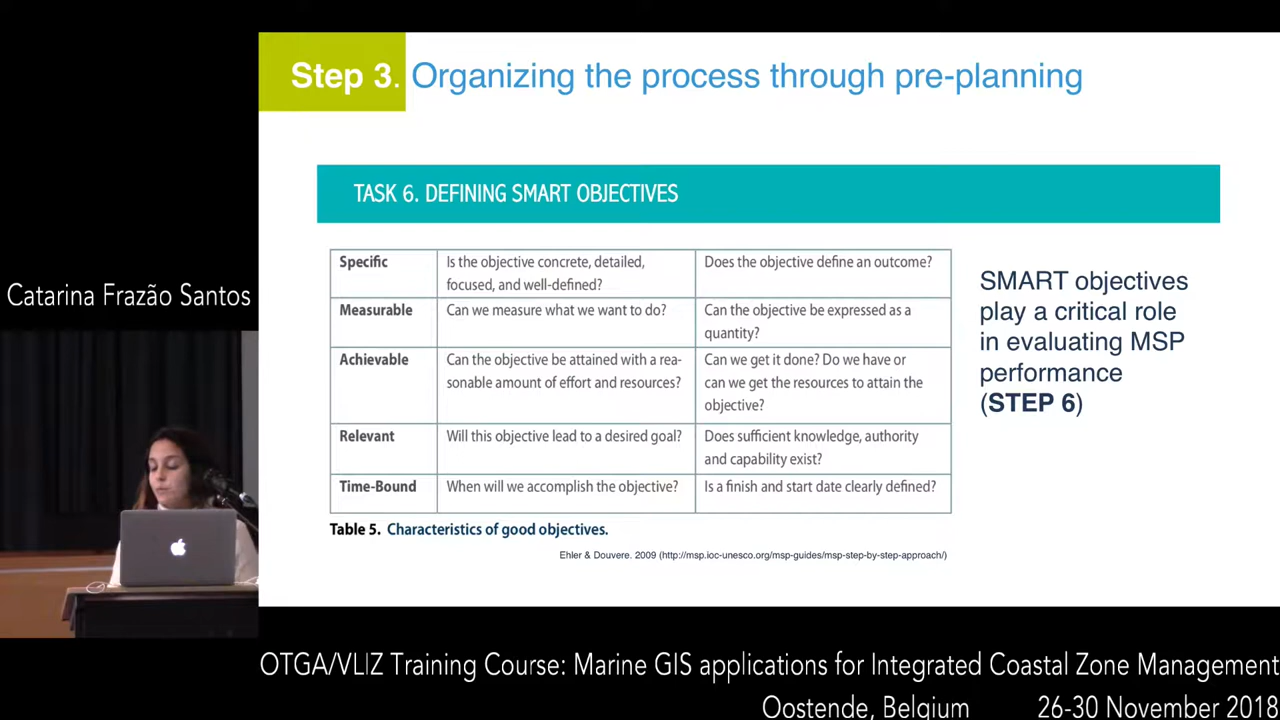 Step 3. Organizing the process through pre-planning
TASK 6. DEFINING SMART OBJECTIVES
Specific
Is the objective concrete, detailed,
focused, and well-defined?
Does the objective define an outcome?
Measurable
Can we measure what we want to do?
Can the objective be expressed as a
quantity?
Achievable
Can the objective be attained with a rea-
sonable amount of effort and resources?
Can we get it done? Do we have or
can we get the resources to attain the
objective?
Relevant
Will this objective lead to a desired goal?
Does sufficient knowledge, authority
and capability exist?
Time-Bound
When will we accomplish the objective?
Is a finish and start date clearly defined?
Table 5. Characteristics of good objectives.
Ehler & Douvere. 2009 (http://msp.ioc-unesco.org/msp-guides/msp-step-by-step-approach/)
SMART objectives
play a critical role
in evaluating MSP
performance
(STEP 6)
Catarina Frazão Santos
OTGA/VLIZ Training Course: Marine GIS applications for Integrated Coastal Zone Management
Oostende, Belgium 26-30 November 2018